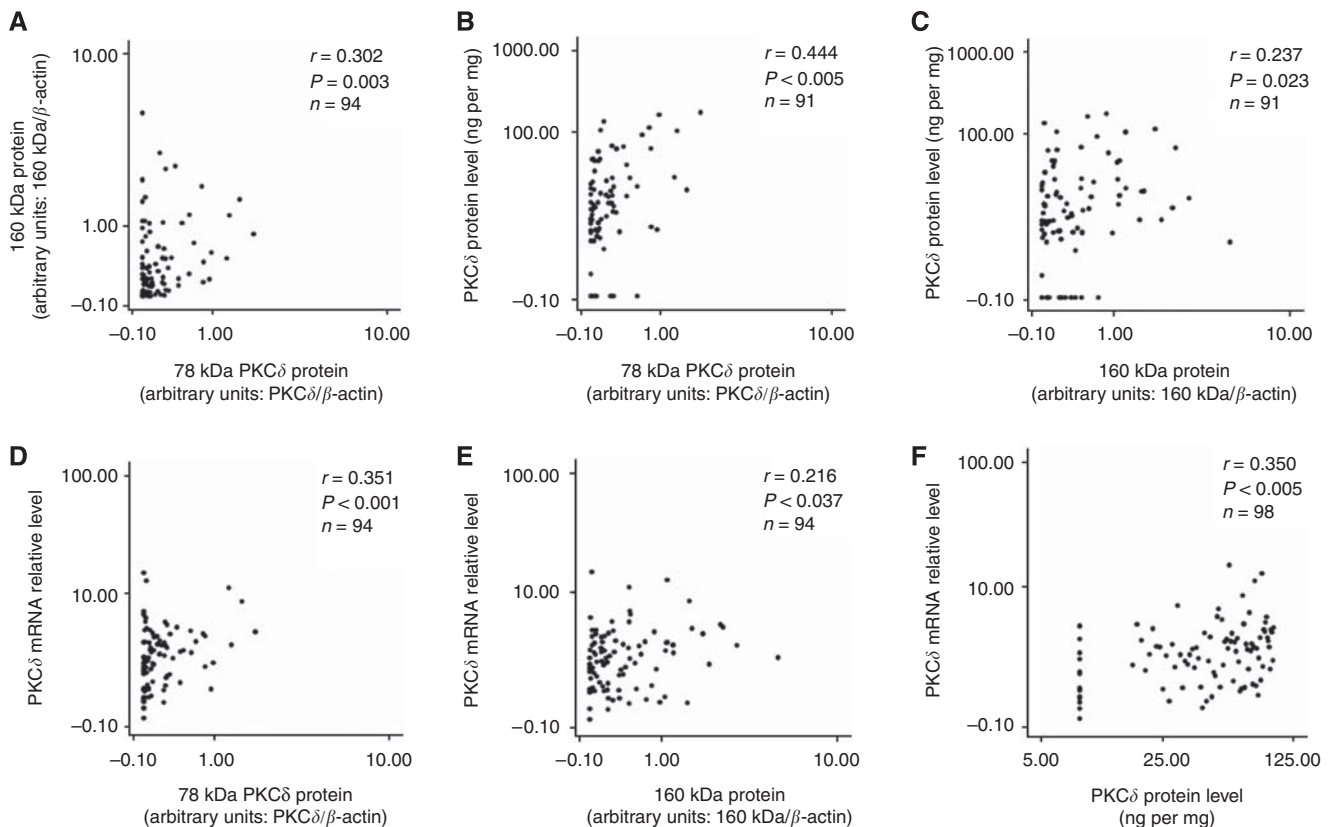 A
10.00
1.00
−0.10
160 kDa protein
(arbitrary units: 160 kDa/β-actin)
r = 0.302
P = 0.003
n = 94
−0.10 1.00 10.00
78 kDa PKCδ protein
(arbitrary units: PKCδ/β-actin)
B
1000.00
100.00
−0.10
PKCδ protein level (ng per mg)
r = 0.444
P < 0.005
n = 91
−0.10 1.00 10.00
78 kDa PKCδ protein
(arbitrary units: PKCδ/β-actin)
C
1000.00
100.00
−0.10
PKCδ protein level (ng per mg)
r = 0.237
P = 0.023
n = 91
−0.10 1.00 10.00
160 kDa protein
(arbitrary units: 160 kDa/β-actin)
D
100.00
10.00
−0.10
PKCδ mRNA relative level
r = 0.351
P < 0.001
n = 94
−0.10 1.00 10.00
78 kDa PKCδ protein
(arbitrary units: PKCδ/β-actin)
E
100.00
10.00
−0.10
PKCδ mRNA relative level
r = 0.216
P < 0.037
n = 94
−0.10 1.00 10.00
160 kDa protein
(arbitrary units: 160 kDa/β-actin)
F
100.00
10.00
−0.10
PKCδ mRNA relative level
r = 0.350
P < 0.005
n = 98
5.00 25.00 125.00
PKCδ protein level
(ng per mg)